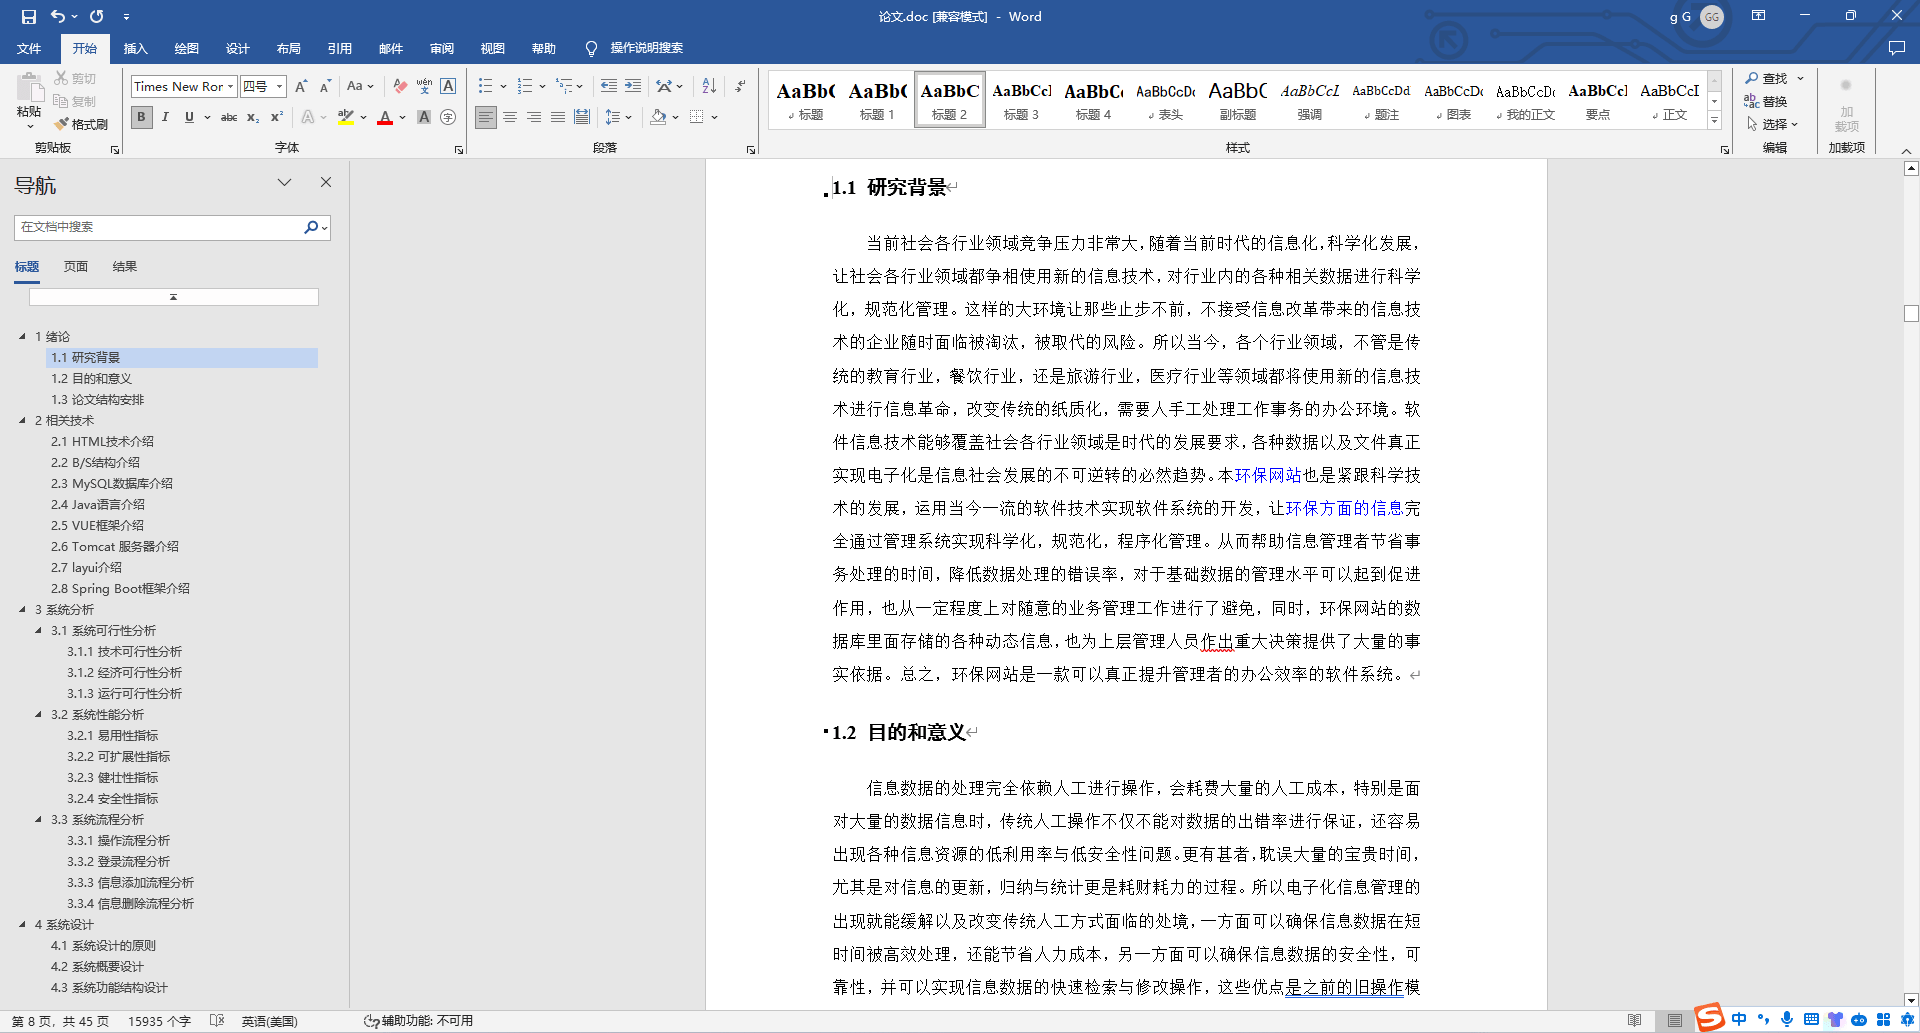 论文.doc [兼容模式] - Word
g G
GG
文件 开始 插入 绘图 设计 布局 引用 邮件 审阅 视图 帮助 操作说明搜索
粘贴
剪切
复制
格式刷
剪贴板
Times New Ror
四号
字体
段落
AaBb( 标题
AaBb( 标题 1
AaBbC 标题 2
AaBbCcI 标题 3
AaBbCc 标题 4
AaBbCcDc 表头
AaBbC 副标题
AaBbCcL 强调
AaBbCcDd 题注
AaBbCcDc 图表
AaBbCcDc 我的正文
AaBbCcI 要点
AaBbCcI 正文
样式
查找
替换
选择
编辑
加
载项
加载项
导航
在文档中搜索
标题 页面 结果
1 绪论
1.1 研究背景
1.2 目的和意义
1.3 论文结构安排
2 相关技术
2.1 HTML技术介绍
2.2 B/S结构介绍
2.3 MySQL数据库介绍
2.4 Java语言介绍
2.5 VUE框架介绍
2.6 Tomcat 服务器介绍
2.7 layui介绍
2.8 Spring Boot框架介绍
3 系统分析
3.1 系统可行性分析
3.1.1 技术可行性分析
3.1.2 经济可行性分析
3.1.3 运行可行性分析
3.2 系统性能分析
3.2.1 易用性指标
3.2.2 可扩展性指标
3.2.3 健壮性指标
3.2.4 安全性指标
3.3 系统流程分析
3.3.1 操作流程分析
3.3.2 登录流程分析
3.3.3 信息添加流程分析
3.3.4 信息删除流程分析
4 系统设计
4.1 系统设计的原则
4.2 系统概要设计
4.3 系统功能结构设计
1.1 研究背景
当前社会各行业领域竞争压力非常大，随着当前时代的信息化，科学化发展，
让社会各行业领域都争相使用新的信息技术，对行业内的各种相关数据进行科学
化，规范化管理。这样的大环境让那些止步不前，不接受信息改革带来的信息技
术的企业随时面临被淘汰，被取代的风险。所以当今，各个行业领域，不管是传
统的教育行业，餐饮行业，还是旅游行业，医疗行业等领域都将使用新的信息技
术进行信息革命，改变传统的纸质化，需要人手工处理工作事务的办公环境。软
件信息技术能够覆盖社会各行业领域是时代的发展要求，各种数据以及文件真正
实现电子化是信息社会发展的不可逆转的必然趋势。本环保网站也是紧跟科学技
术的发展，运用当今一流的软件技术实现软件系统的开发，让环保方面的信息完
全通过管理系统实现科学化，规范化，程序化管理。从而帮助信息管理者节省事
务处理的时间，降低数据处理的错误率，对于基础数据的管理水平可以起到促进
作用，也从一定程度上对随意的业务管理工作进行了避免，同时，环保网站的数
据库里面存储的各种动态信息，也为上层管理人员作出重大决策提供了大量的事
实依据。总之，环保网站是一款可以真正提升管理者的办公效率的软件系统。
1.2 目的和意义
信息数据的处理完全依赖人工进行操作，会耗费大量的人工成本，特别是面
对大量的数据信息时，传统人工操作不仅不能对数据的出错率进行保证，还容易
出现各种信息资源的低利用率与低安全性问题。更有甚者，耽误大量的宝贵时间，
尤其是对信息的更新，归纳与统计更是耗财耗力的过程。所以电子化信息管理的
出现就能缓解以及改变传统人工方式面临的处境，一方面可以确保信息数据在短
时间被高效处理，还能节省人力成本，另一方面可以确保信息数据的安全性，可
靠性，并可以实现信息数据的快速检索与修改操作，这些优点是之前的旧操作模
第 8 页，共 45 页 15935 个字 英语(美国) 辅助功能: 不可用
中